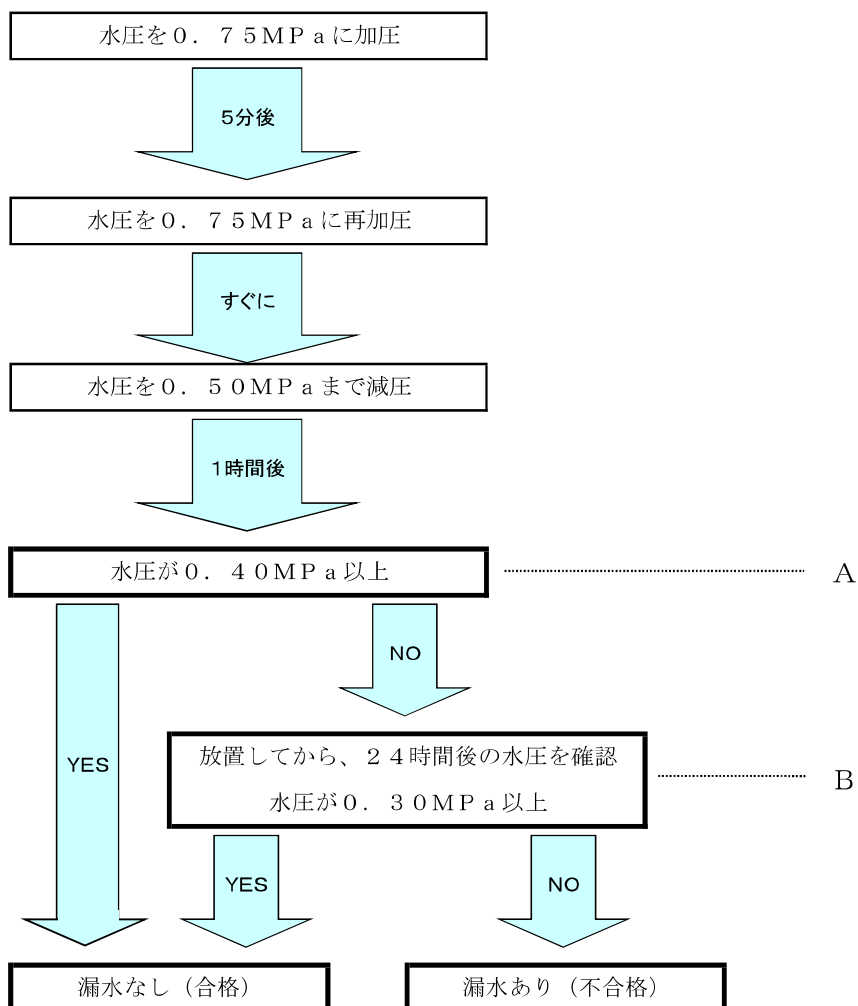 水圧を０．７５ＭＰａに加圧
５分後
水圧を０．７５ＭＰａに再加圧
すぐに
水圧を０．５０ＭＰａまで減圧
１時間後
水圧が０．４０ＭＰａ以上
A
NO
YES
放置してから、２４時間後の水圧を確認
水圧が０．３０ＭＰａ以上
B
YES
NO
漏水なし（合格）
漏水あり（不合格）